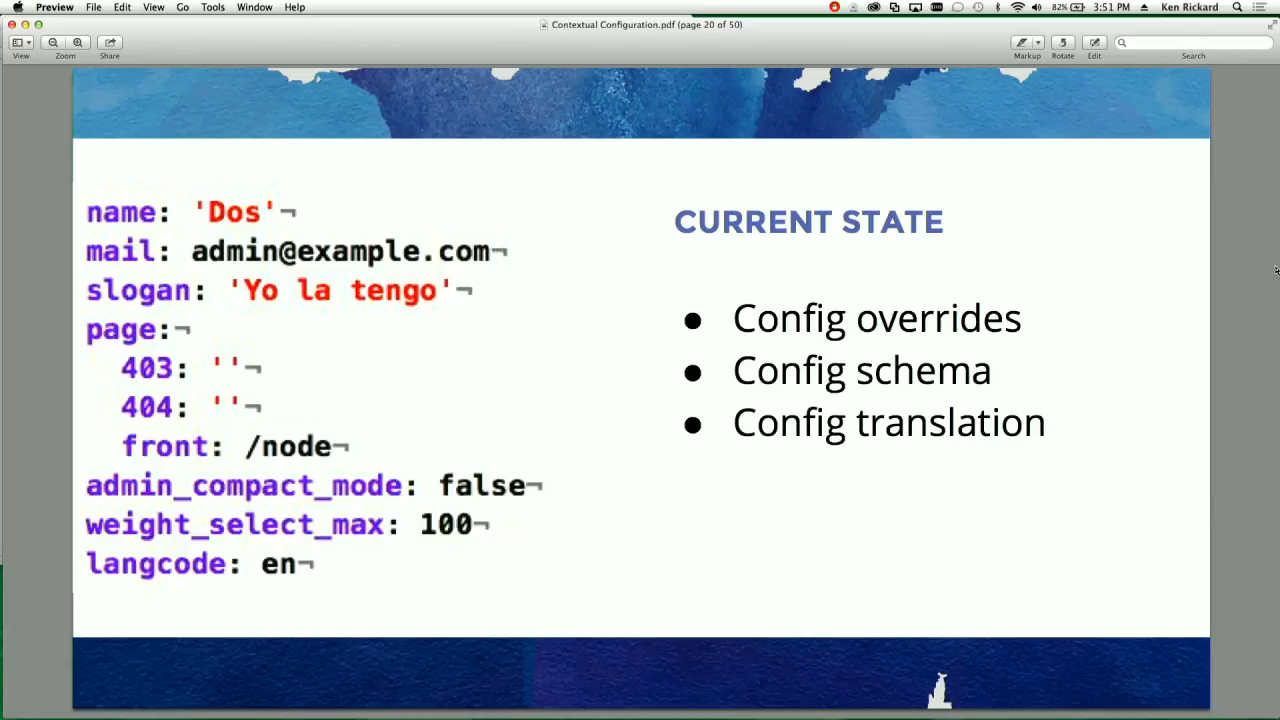 Preview File Edit View Go Tools Window Help 82% 3:51 PM Ken Rickard
Contextual Configuration.pdf (page 20 of 50)
View Zoom Share Markup Rotate Edit Search
name: 'Dos'¬
mail: admin@example.com¬
slogan: 'Yo la tengo'¬
page:¬
403: ''¬
404: ''¬
front: /node¬
admin_compact_mode: false¬
weight_select_max: 100¬
langcode: en¬
CURRENT STATE
● Config overrides
● Config schema
● Config translation